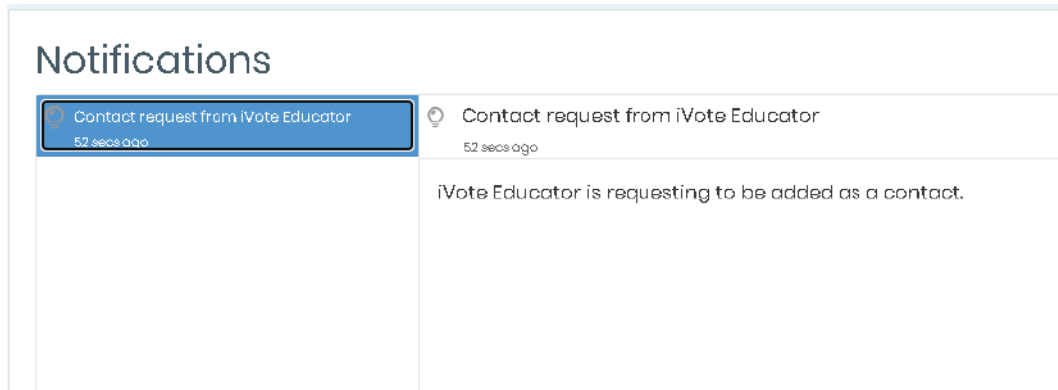 Notifications
Contact request from iVote Educator
52 secs ago
Contact request from iVote Educator
52 secs ago
iVote Educator is requesting to be added as a contact.